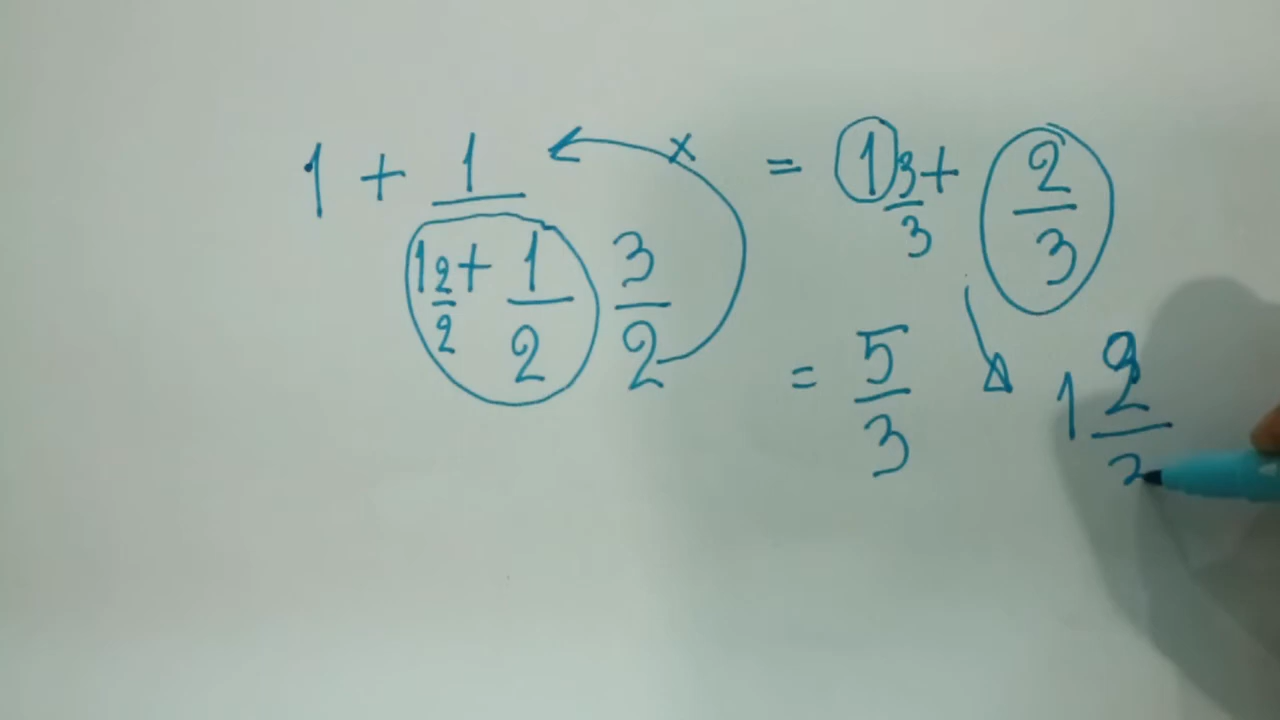 1 + 1 × = 1 3/3 + 2/3
1 2/2 + 1/2 3/2
= 5/3 1 2/3